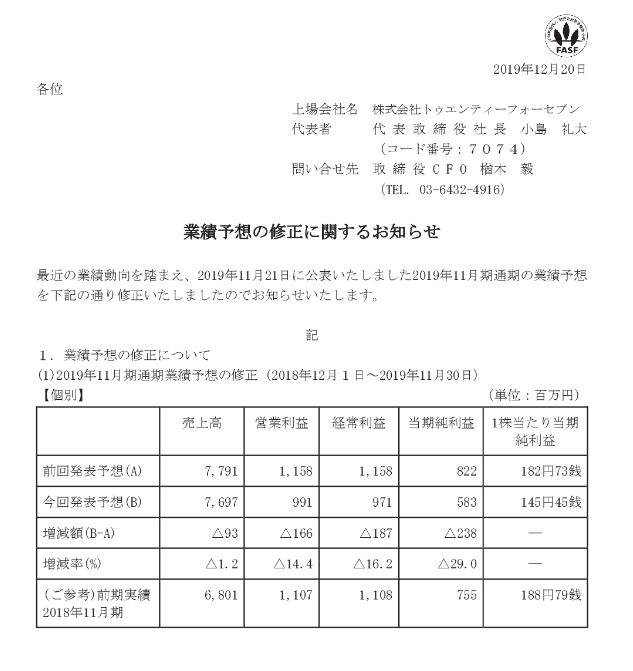 FASF
2019年12月20日
各位
上場会社名 株式会社トゥエンティーフォーセブン
代表者 代表取締役社長 小島 礼大
(コード番号:7074)
問い合せ先 取締役CFO 楢木 毅
(TEL. 03-6432-4916)
業績予想の修正に関するお知らせ
最近の業績動向を踏まえ、2019年11月21日に公表いたしました2019年11月期通期の業績予想
を下記の通り修正いたしましたのでお知らせいたします。
記
1. 業績予想の修正について
(1)2019年11月期通期業績予想の修正(2018年12月1日~2019年11月30日)
【個別】 (単位:百万円)
売上高 営業利益 経常利益 当期純利益 1株当たり当期
純利益
前回発表予想(A) 7,791 1,158 1,158 822 182円73銭
今回発表予想(B) 7,697 991 971 583 145円45銭
増減額(B-A) △93 △166 △187 △238 ―
増減率(%) △1.2 △14.4 △16.2 △29.0 ―
(ご参考)前期実績 6,801 1,107 1,108 755 188円79銭
2018年11月期